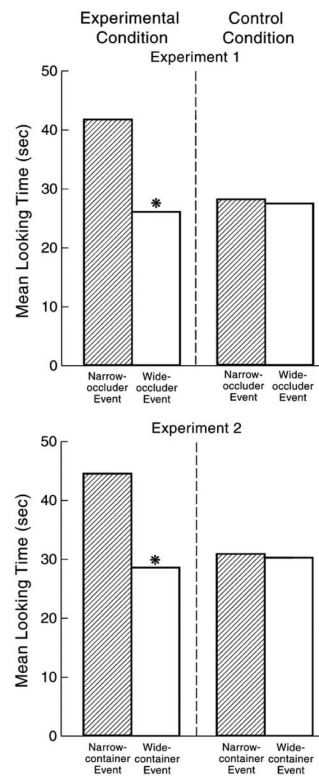 Experimental Condition
Control Condition
Experiment 1
Mean Looking Time (sec)
50
40
30
20
10
0
*
Narrow-occluder Event
Wide-occluder Event
Narrow-occluder Event
Wide-occluder Event
Experiment 2
Mean Looking Time (sec)
50
40
30
20
10
0
*
Narrow-container Event
Wide-container Event
Narrow-container Event
Wide-container Event